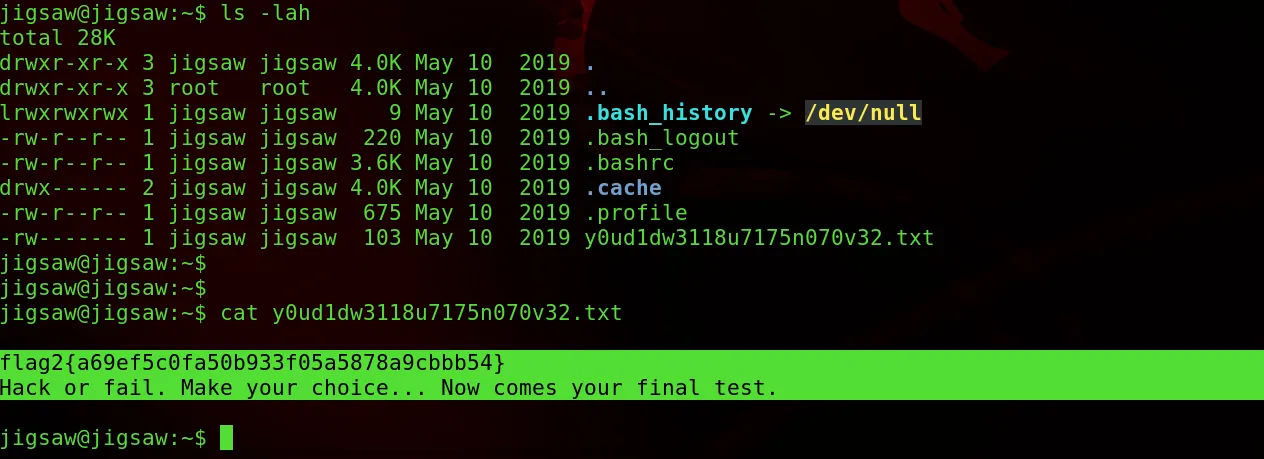 jigsaw@jigsaw:~$ ls -lah
total 28K
drwxr-xr-x 3 jigsaw jigsaw 4.0K May 10  2019 .
drwxr-xr-x 3 root   root   4.0K May 10  2019 ..
lrwxrwxrwx 1 jigsaw jigsaw    9 May 10  2019 .bash_history -> /dev/null
-rw-r--r-- 1 jigsaw jigsaw  220 May 10  2019 .bash_logout
-rw-r--r-- 1 jigsaw jigsaw 3.6K May 10  2019 .bashrc
drwx------ 2 jigsaw jigsaw 4.0K May 10  2019 .cache
-rw-r--r-- 1 jigsaw jigsaw  675 May 10  2019 .profile
-rw------- 1 jigsaw jigsaw  103 May 10  2019 y0ud1dw3118u7175n070v32.txt
jigsaw@jigsaw:~$
jigsaw@jigsaw:~$
jigsaw@jigsaw:~$ cat y0ud1dw3118u7175n070v32.txt
flag2{a69ef5c0fa50b933f05a5878a9cbbb54}
Hack or fail. Make your choice... Now comes your final test.
jigsaw@jigsaw:~$